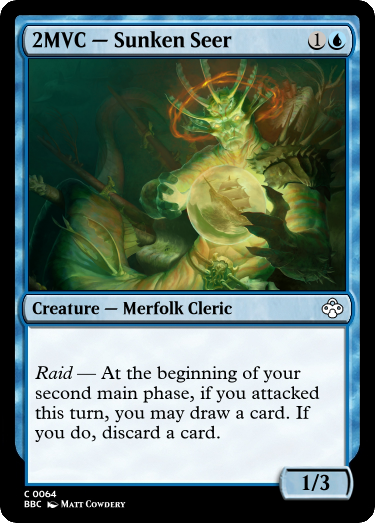 2MVC — Sunken Seer 1
Creature — Merfolk Cleric
Raid — At the beginning of your
second main phase, if you attacked
this turn, you may draw a card. If
you do, discard a card.
1/3
C 0064
BBC Matt Cowdery